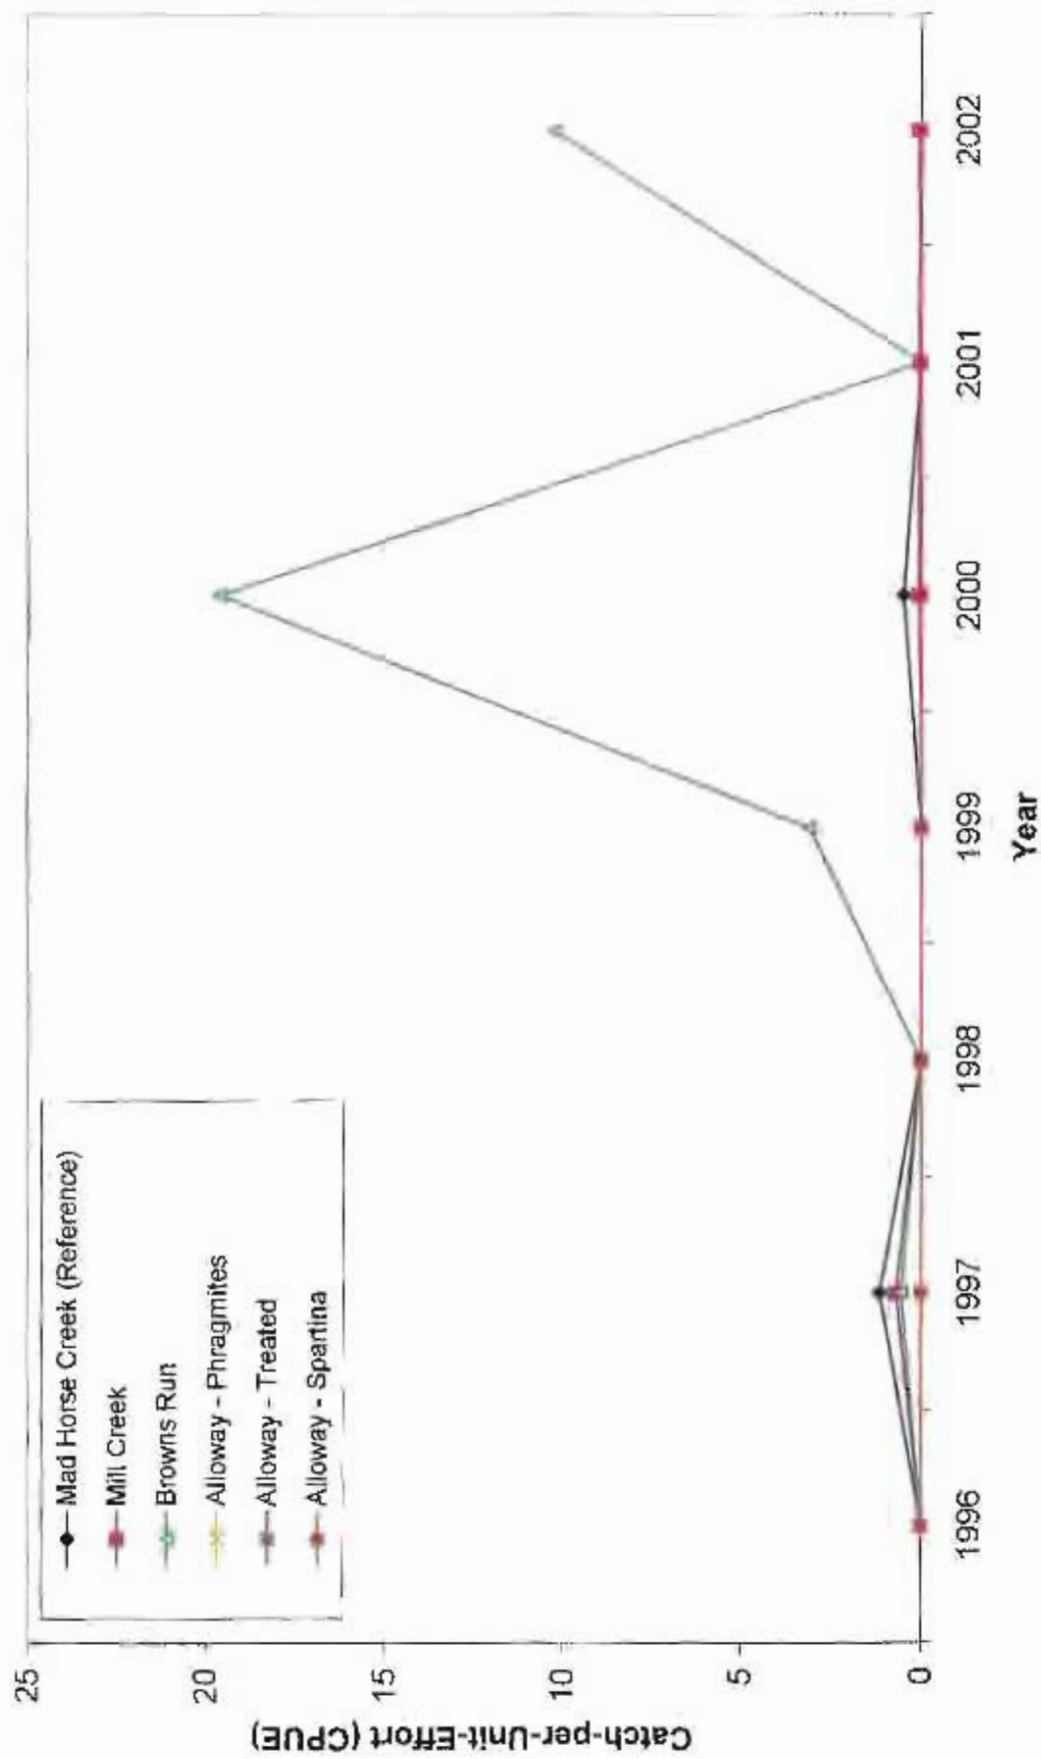 Mad Horse Creek (Reference)
Mill Creek
Browns Run
Alloway - Phragmites
Alloway - Treated
Alloway - Spartina
Catch-per-Unit-Effort (CPUE)
25
20
15
10
5
0
1996
1997
1998
1999
2000
2001
2002
Year